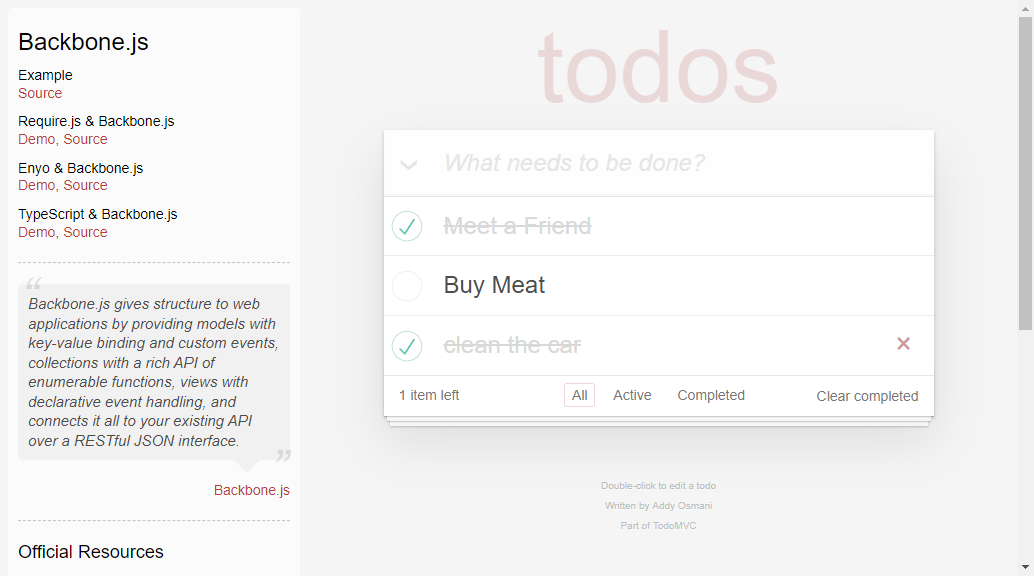 Backbone.js
Example
Source
Require.js & Backbone.js
Demo, Source
Enyo & Backbone.js
Demo, Source
TypeScript & Backbone.js
Demo, Source
“
Backbone.js gives structure to web
applications by providing models with
key-value binding and custom events,
collections with a rich API of
enumerable functions, views with
declarative event handling, and
connects it all to your existing API
over a RESTful JSON interface.
”
Backbone.js
Official Resources
todos
What needs to be done?
Meet a Friend
Buy Meat
clean the car
1 item left All Active Completed Clear completed
Double-click to edit a todo
Written by Addy Osmani
Part of TodoMVC